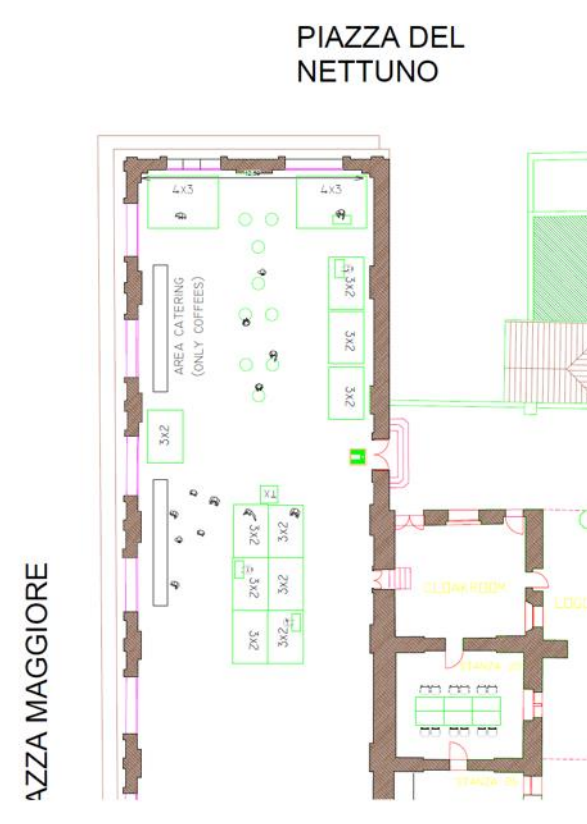 PIAZZA DEL
NETTUNO
4x3
4x3
3x2
3x2
3x2
AREA CATERING
(ONLY COFFEES)
3x2
TX
3x2
3x2
3x2
3x2
3x2
3x2
CLOAKROOM
AZZA MAGGIORE